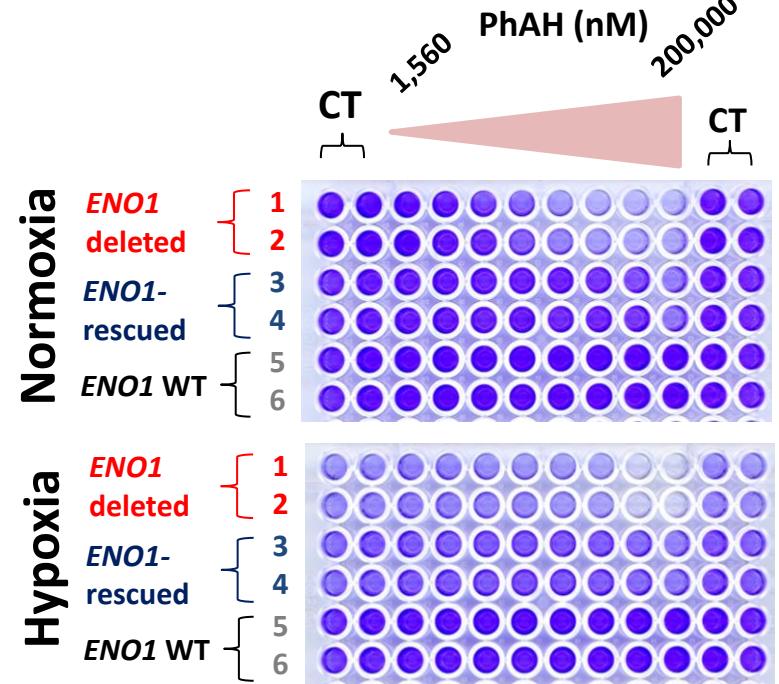 PhAH (nM)
1,560
200,000
CT
CT
Normoxia
ENO1
deleted
1
2
ENO1-
rescued
3
4
ENO1 WT
5
6
Hypoxia
ENO1
deleted
1
2
ENO1-
rescued
3
4
ENO1 WT
5
6